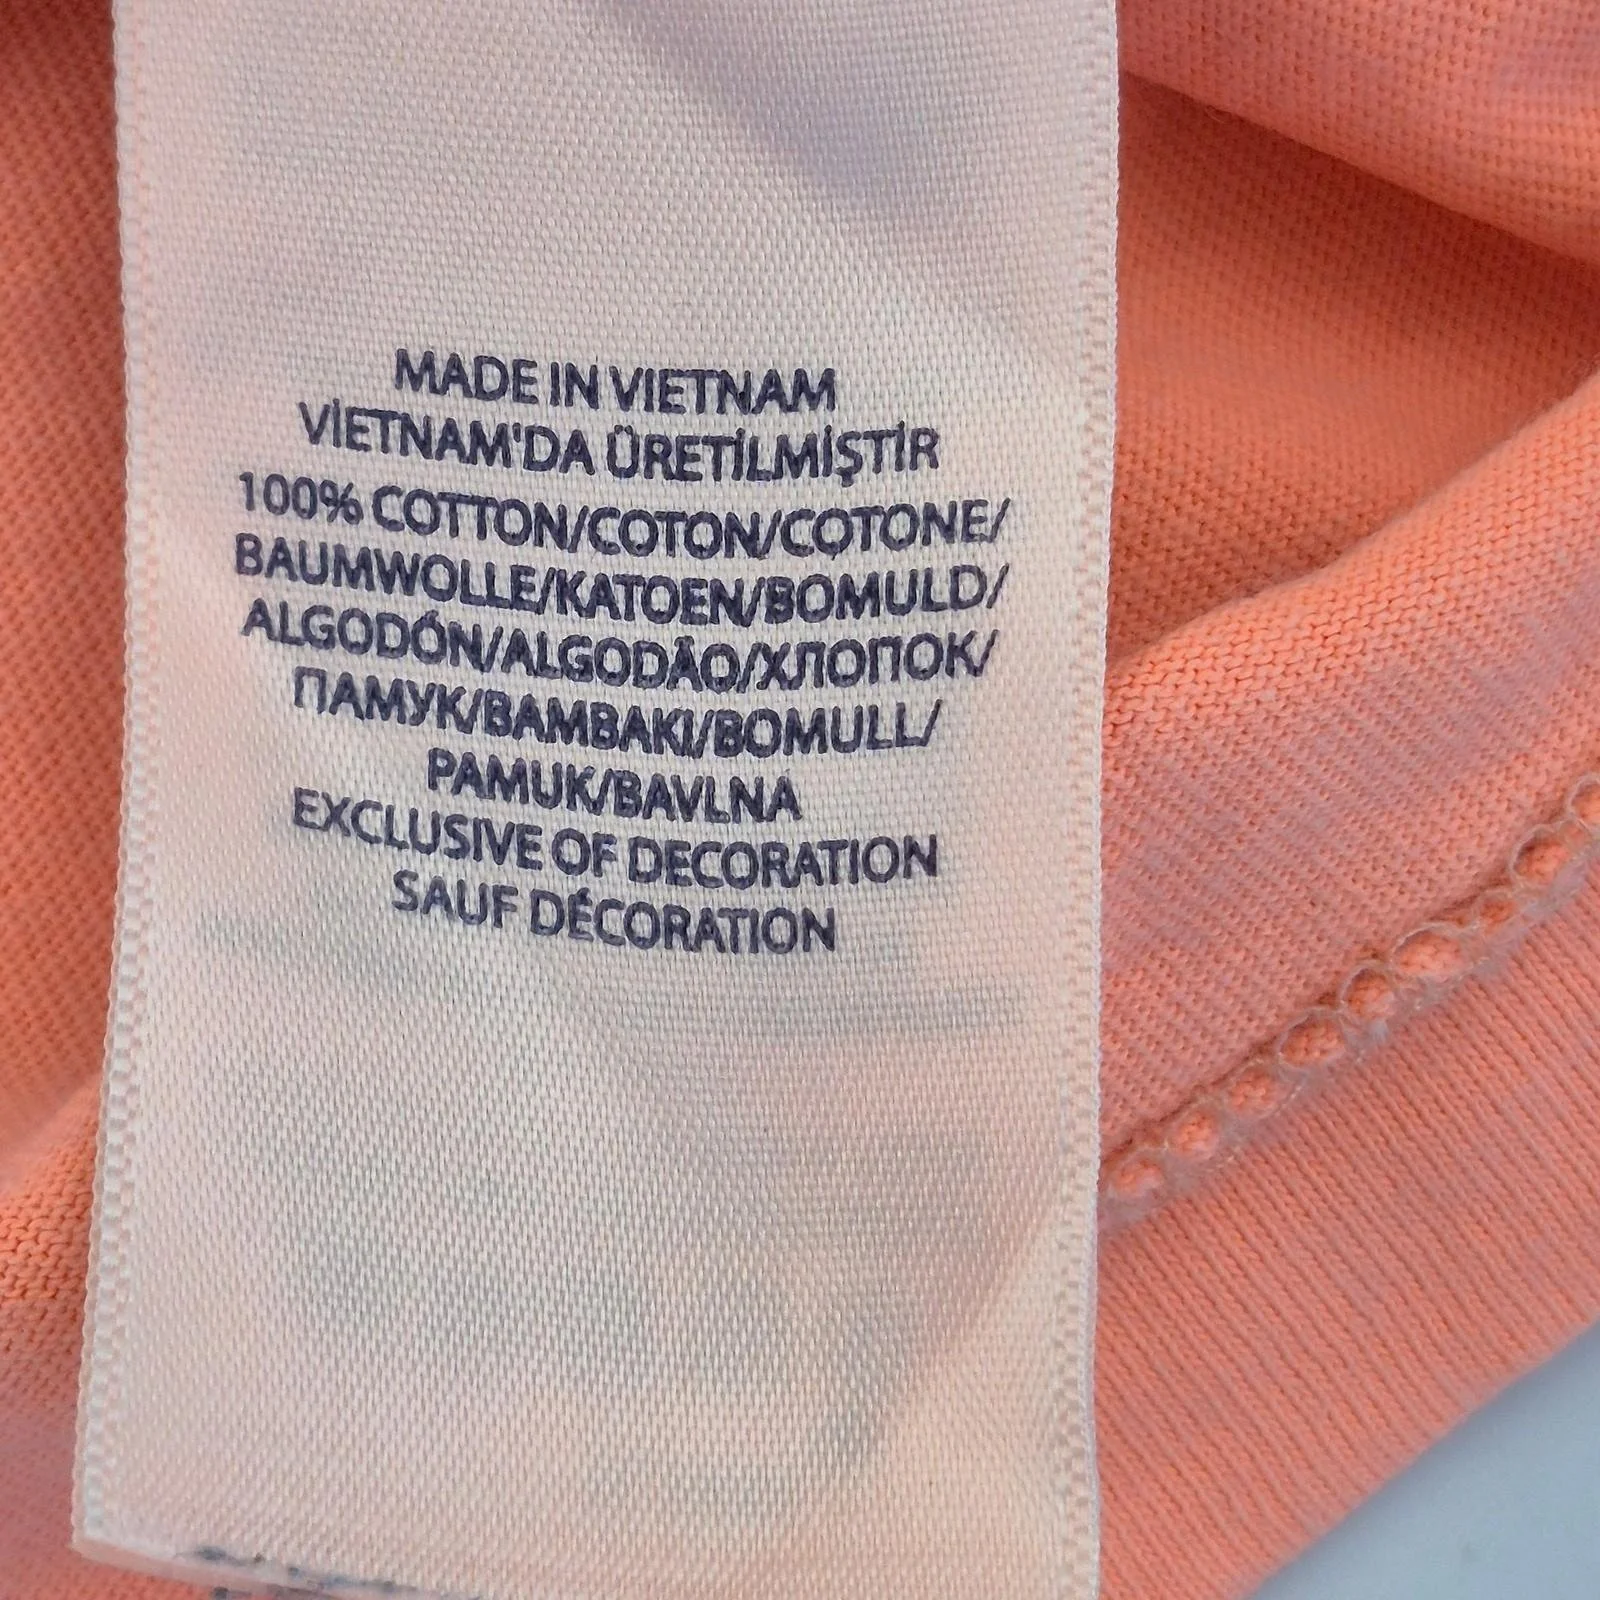 MADE IN VIETNAM
VİETNAM'DA ÜRETİLMİŞTİR
100% COTTON/COTON/COTONE/
BAUMWOLLE/KATOEN/BOMULD/
ALGODÓN/ALGODÃO/ХЛОПОК/
ПАМУК/BAMBAKI/BOMULL/
PAMUK/BAVLNA
EXCLUSIVE OF DECORATION
SAUF DÉCORATION